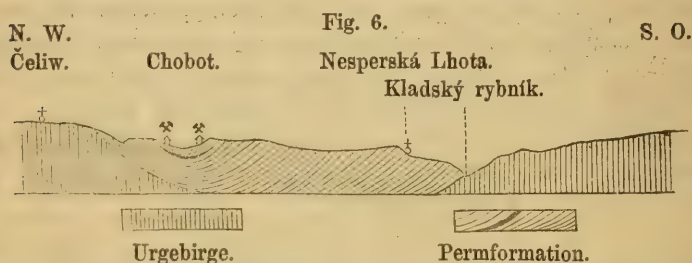 Fig. 6.
N. W.
S. O.
Čeliw.
Chobot.
Nesperská Lhota.
Kladský rybník.
Urgebirge.
Permformation.